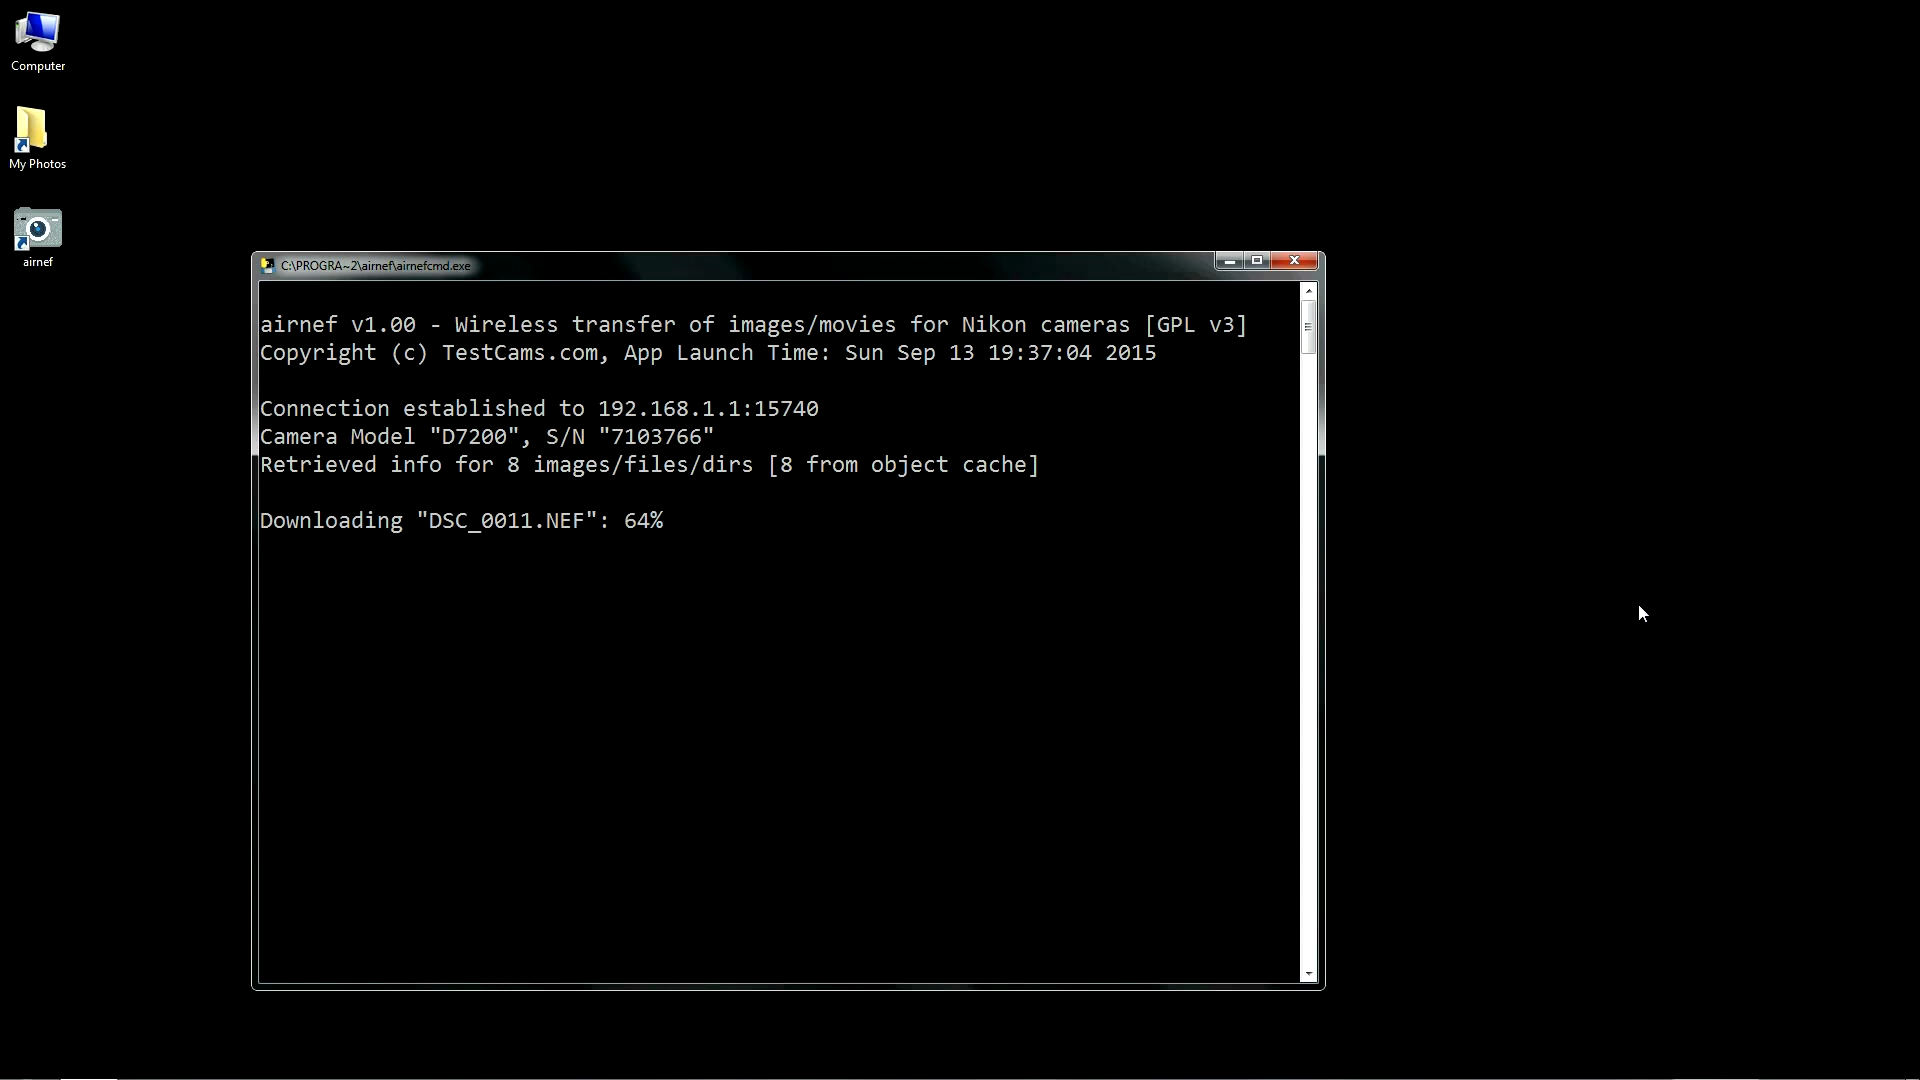 Computer
My Photos
airnef
C:\PROGRA~2\airnef\airnefcmd.exe
airnef v1.00 - Wireless transfer of images/movies for Nikon cameras [GPL v3]
Copyright (c) TestCams.com, App Launch Time: Sun Sep 13 19:37:04 2015
Connection established to 192.168.1.1:15740
Camera Model "D7200", S/N "7103766"
Retrieved info for 8 images/files/dirs [8 from object cache]
Downloading "DSC_0011.NEF": 64%